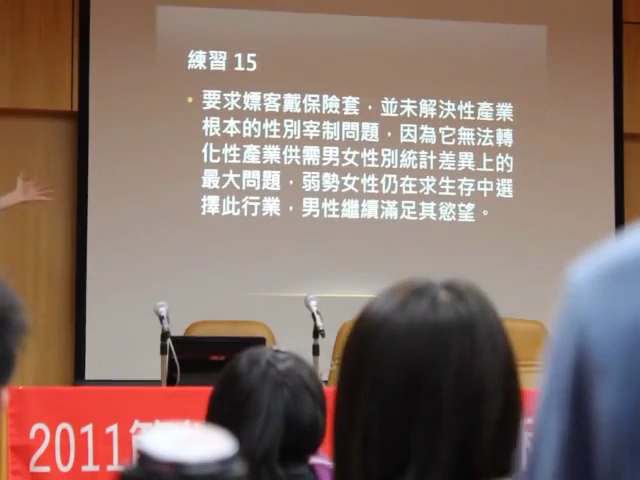 練習 15
• 要求嫖客戴保險套，並未解決性產業
根本的性別宰制問題，因為它無法轉
化性產業供需男女性別統計差異上的
最大問題，弱勢女性仍在求生存中選
擇此行業，男性繼續滿足其慾望。
2011